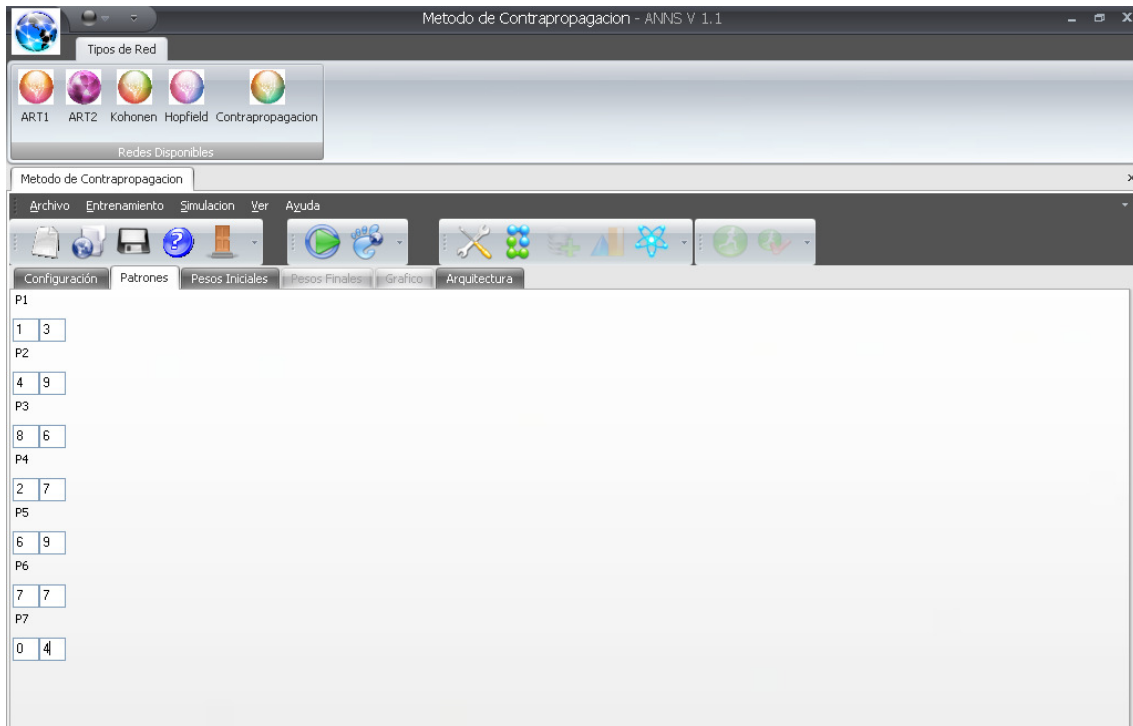 Metodo de Contrapropagacion - ANNS V 1.1
Tipos de Red
ART1 ART2 Kohonen Hopfield Contrapropagacion
Redes Disponibles
Metodo de Contrapropagacion
Archivo Entrenamiento Simulacion Ver Ayuda
Configuración Patrones Pesos Iniciales Pesos Finales Grafico Arquitectura
P1
1 3
P2
4 9
P3
8 6
P4
2 7
P5
6 9
P6
7 7
P7
0 4